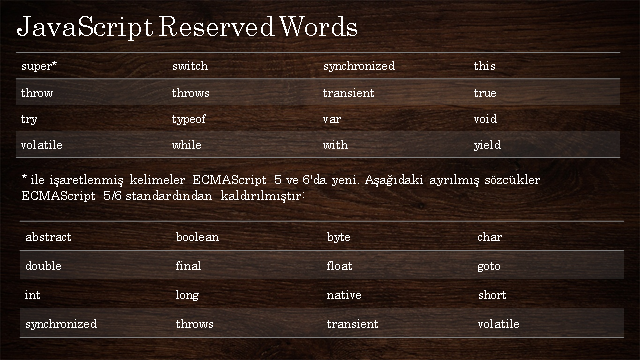 JavaScript Reserved Words
super* switch synchronized this
throw throws transient true
try typeof var void
volatile while with yield
* ile işaretlenmiş kelimeler ECMAScript 5 ve 6'da yeni. Aşağıdaki ayrılmış sözcükler
ECMAScript 5/6 standardından kaldırılmıştır:
abstract boolean byte char
double final float goto
int long native short
synchronized throws transient volatile